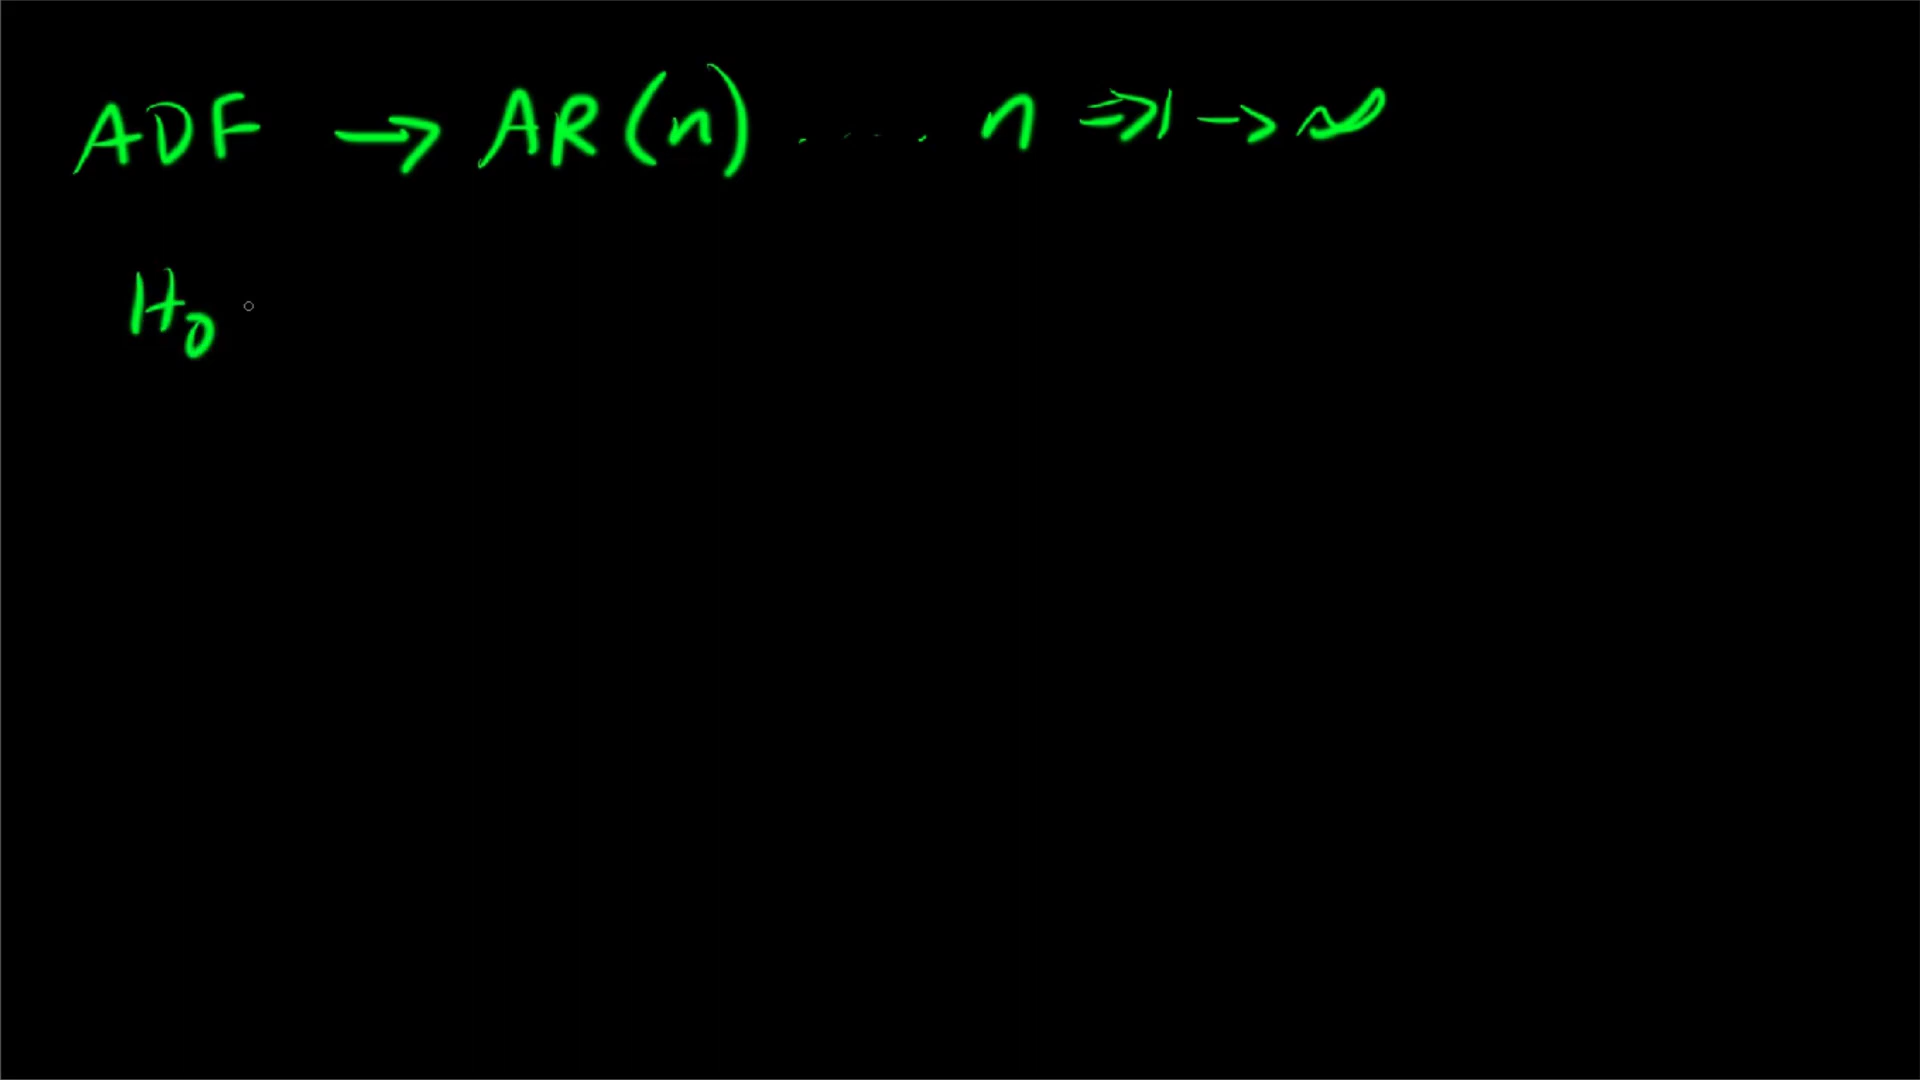 ADF → AR(n) .... n ⇒ 1 → ∞
H₀